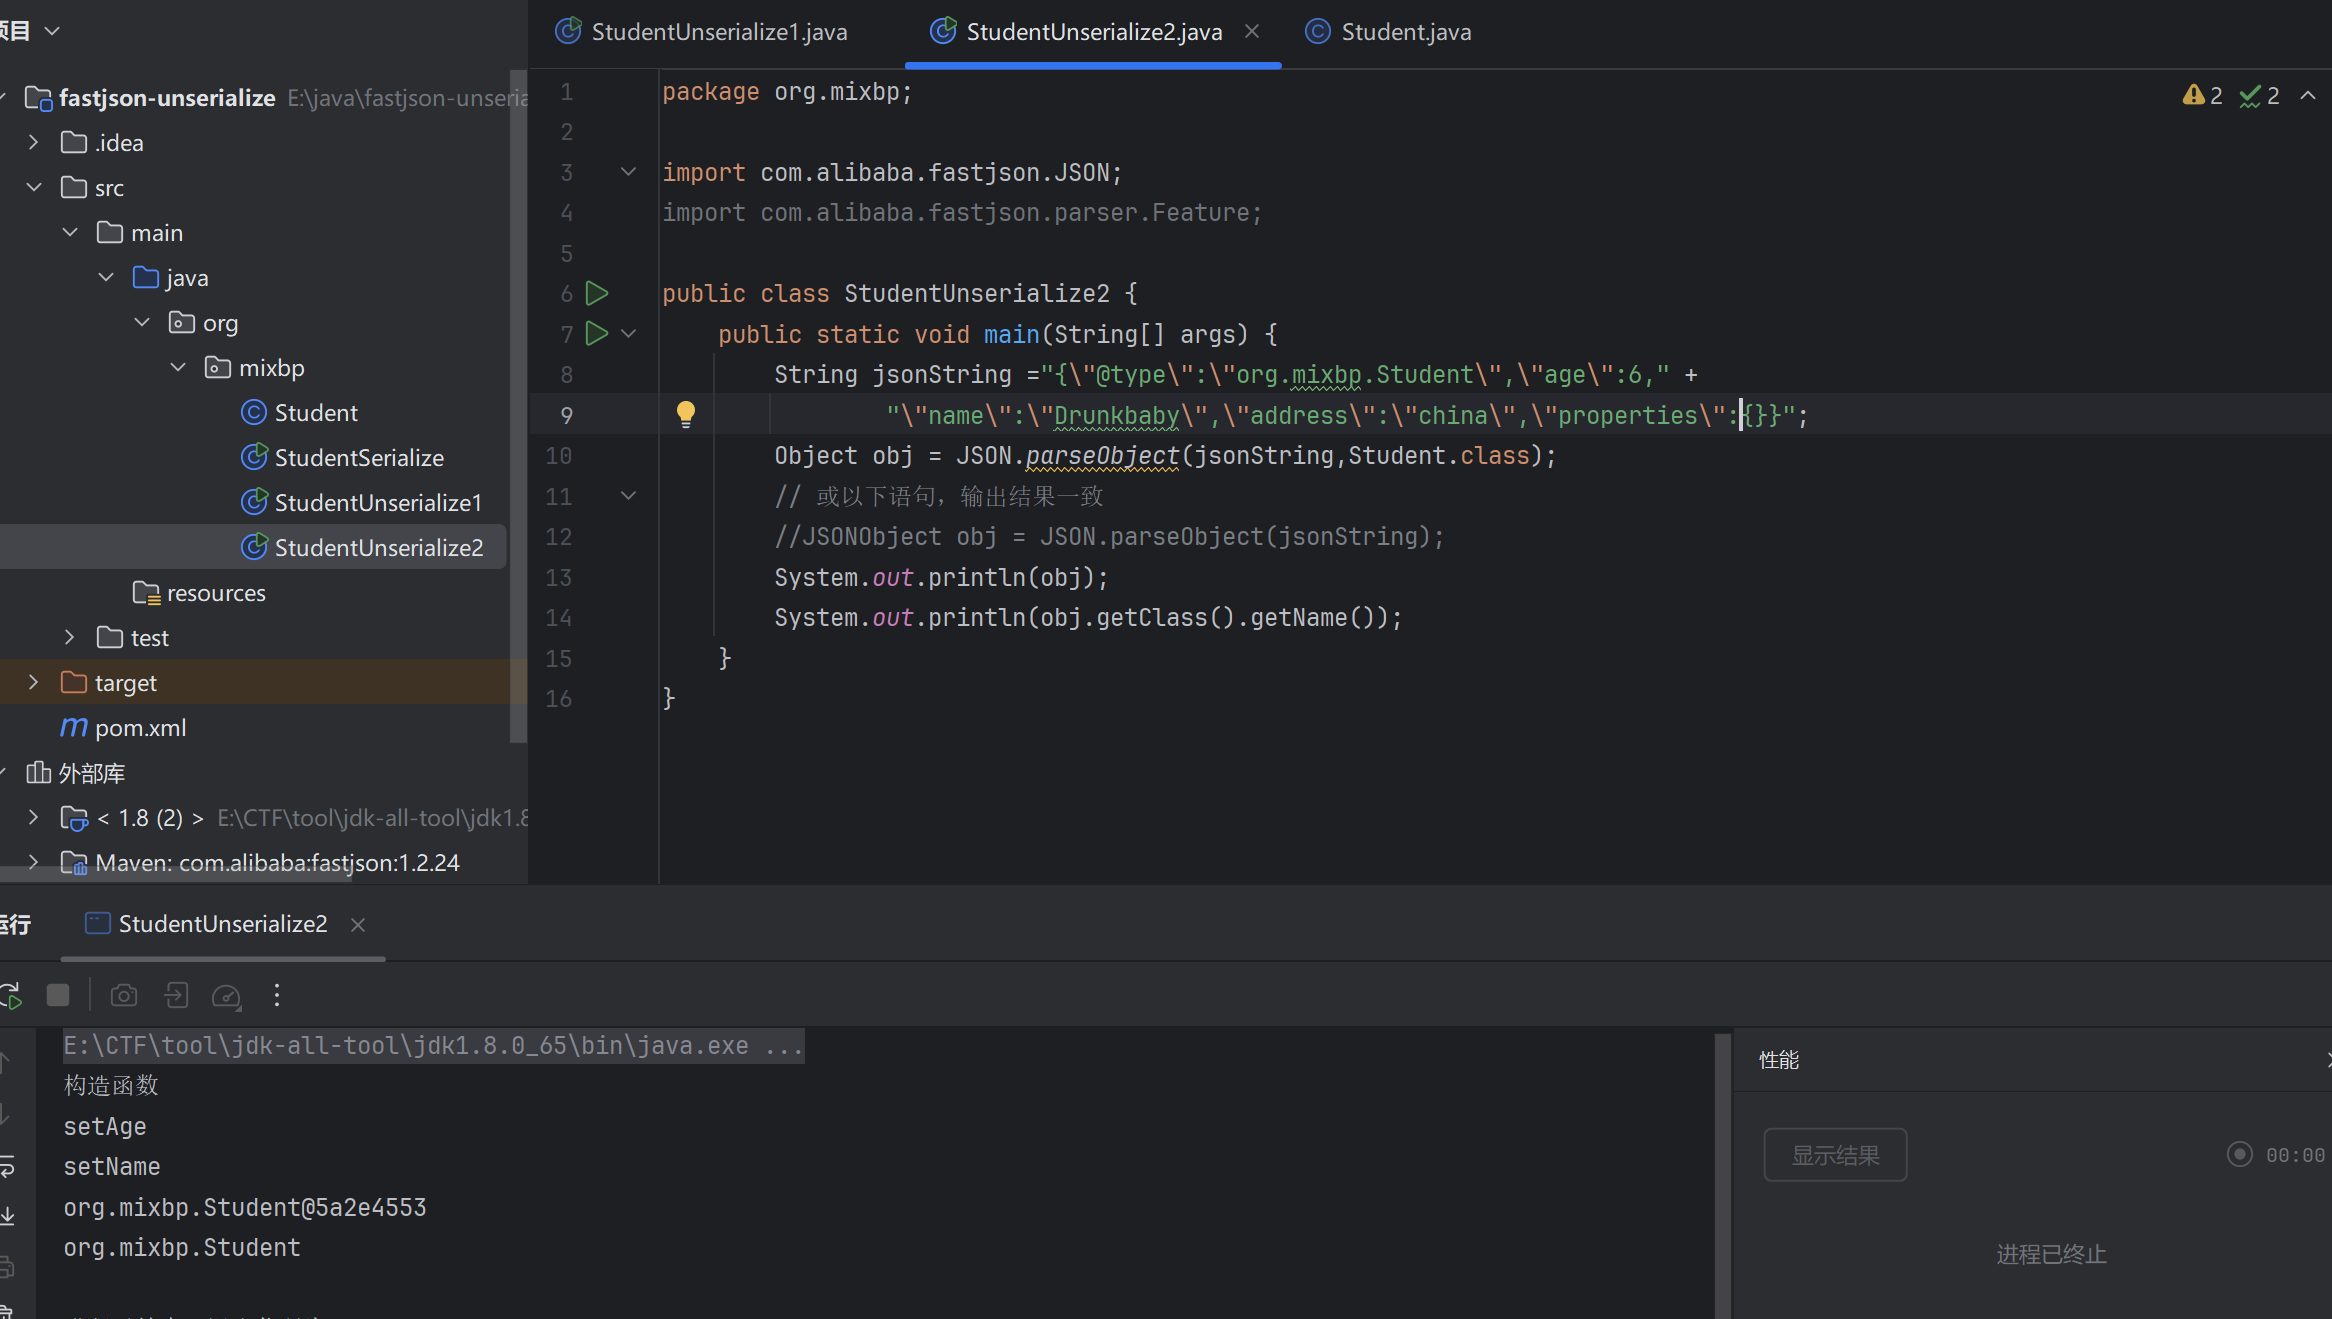 项目
StudentUnserialize1.java
StudentUnserialize2.java
Student.java
fastjson-unserialize E:\java\fastjson-unseria
.idea
src
main
java
org
mixbp
Student
StudentSerialize
StudentUnserialize1
StudentUnserialize2
resources
test
target
pom.xml
外部库
< 1.8 (2) > E:\CTF\tool\jdk-all-tool\jdk1.8
Maven: com.alibaba:fastjson:1.2.24
2 2
1 package org.mixbp;
2
3 import com.alibaba.fastjson.JSON;
4 import com.alibaba.fastjson.parser.Feature;
5
6 public class StudentUnserialize2 {
7 public static void main(String[] args) {
8 String jsonString ="{\"@type\":\"org.mixbp.Student\",\"age\":6," +
9 "\"name\":\"Drunkbaby\",\"address\":\"china\",\"properties\":{}}";
10 Object obj = JSON.parseObject(jsonString,Student.class);
11 // 或以下语句，输出结果一致
12 //JSONObject obj = JSON.parseObject(jsonString);
13 System.out.println(obj);
14 System.out.println(obj.getClass().getName());
15 }
16 }
运行
StudentUnserialize2
E:\CTF\tool\jdk-all-tool\jdk1.8.0_65\bin\java.exe ...
构造函数
setAge
setName
org.mixbp.Student@5a2e4553
org.mixbp.Student
性能
显示结果
00:00
进程已终止